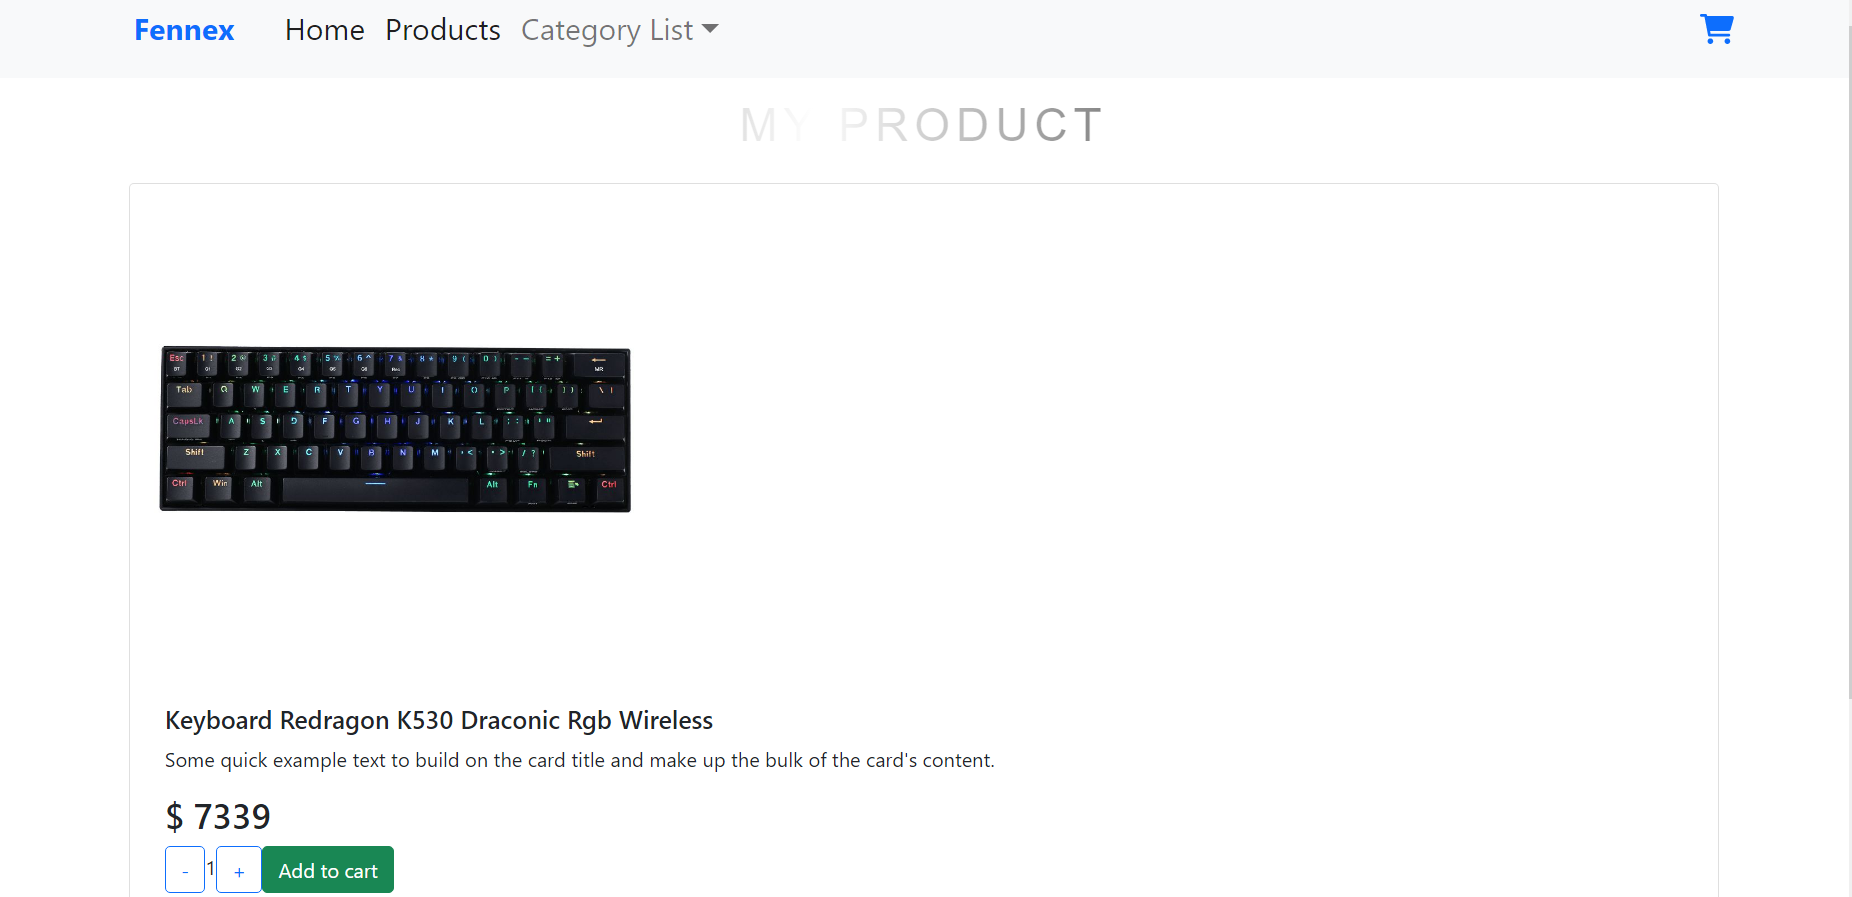 Fennex Home Products Category List
MY PRODUCT
Esc 1 ! 2 @ 3 # 4 $ 5 % 6 ^ 7 & 8 * 9 ( 0 ) - = +
Tab Q W E R T Y U I O P [ { ] } \ |
CapsLk A S D F G H J K L ; : ' "
Shift Z X C V B N M , < . > / ? Shift
Ctrl Win Alt Alt Fn Ctrl
Keyboard Redragon K530 Draconic Rgb Wireless
Some quick example text to build on the card title and make up the bulk of the card's content.
$ 7339
- 1 + Add to cart